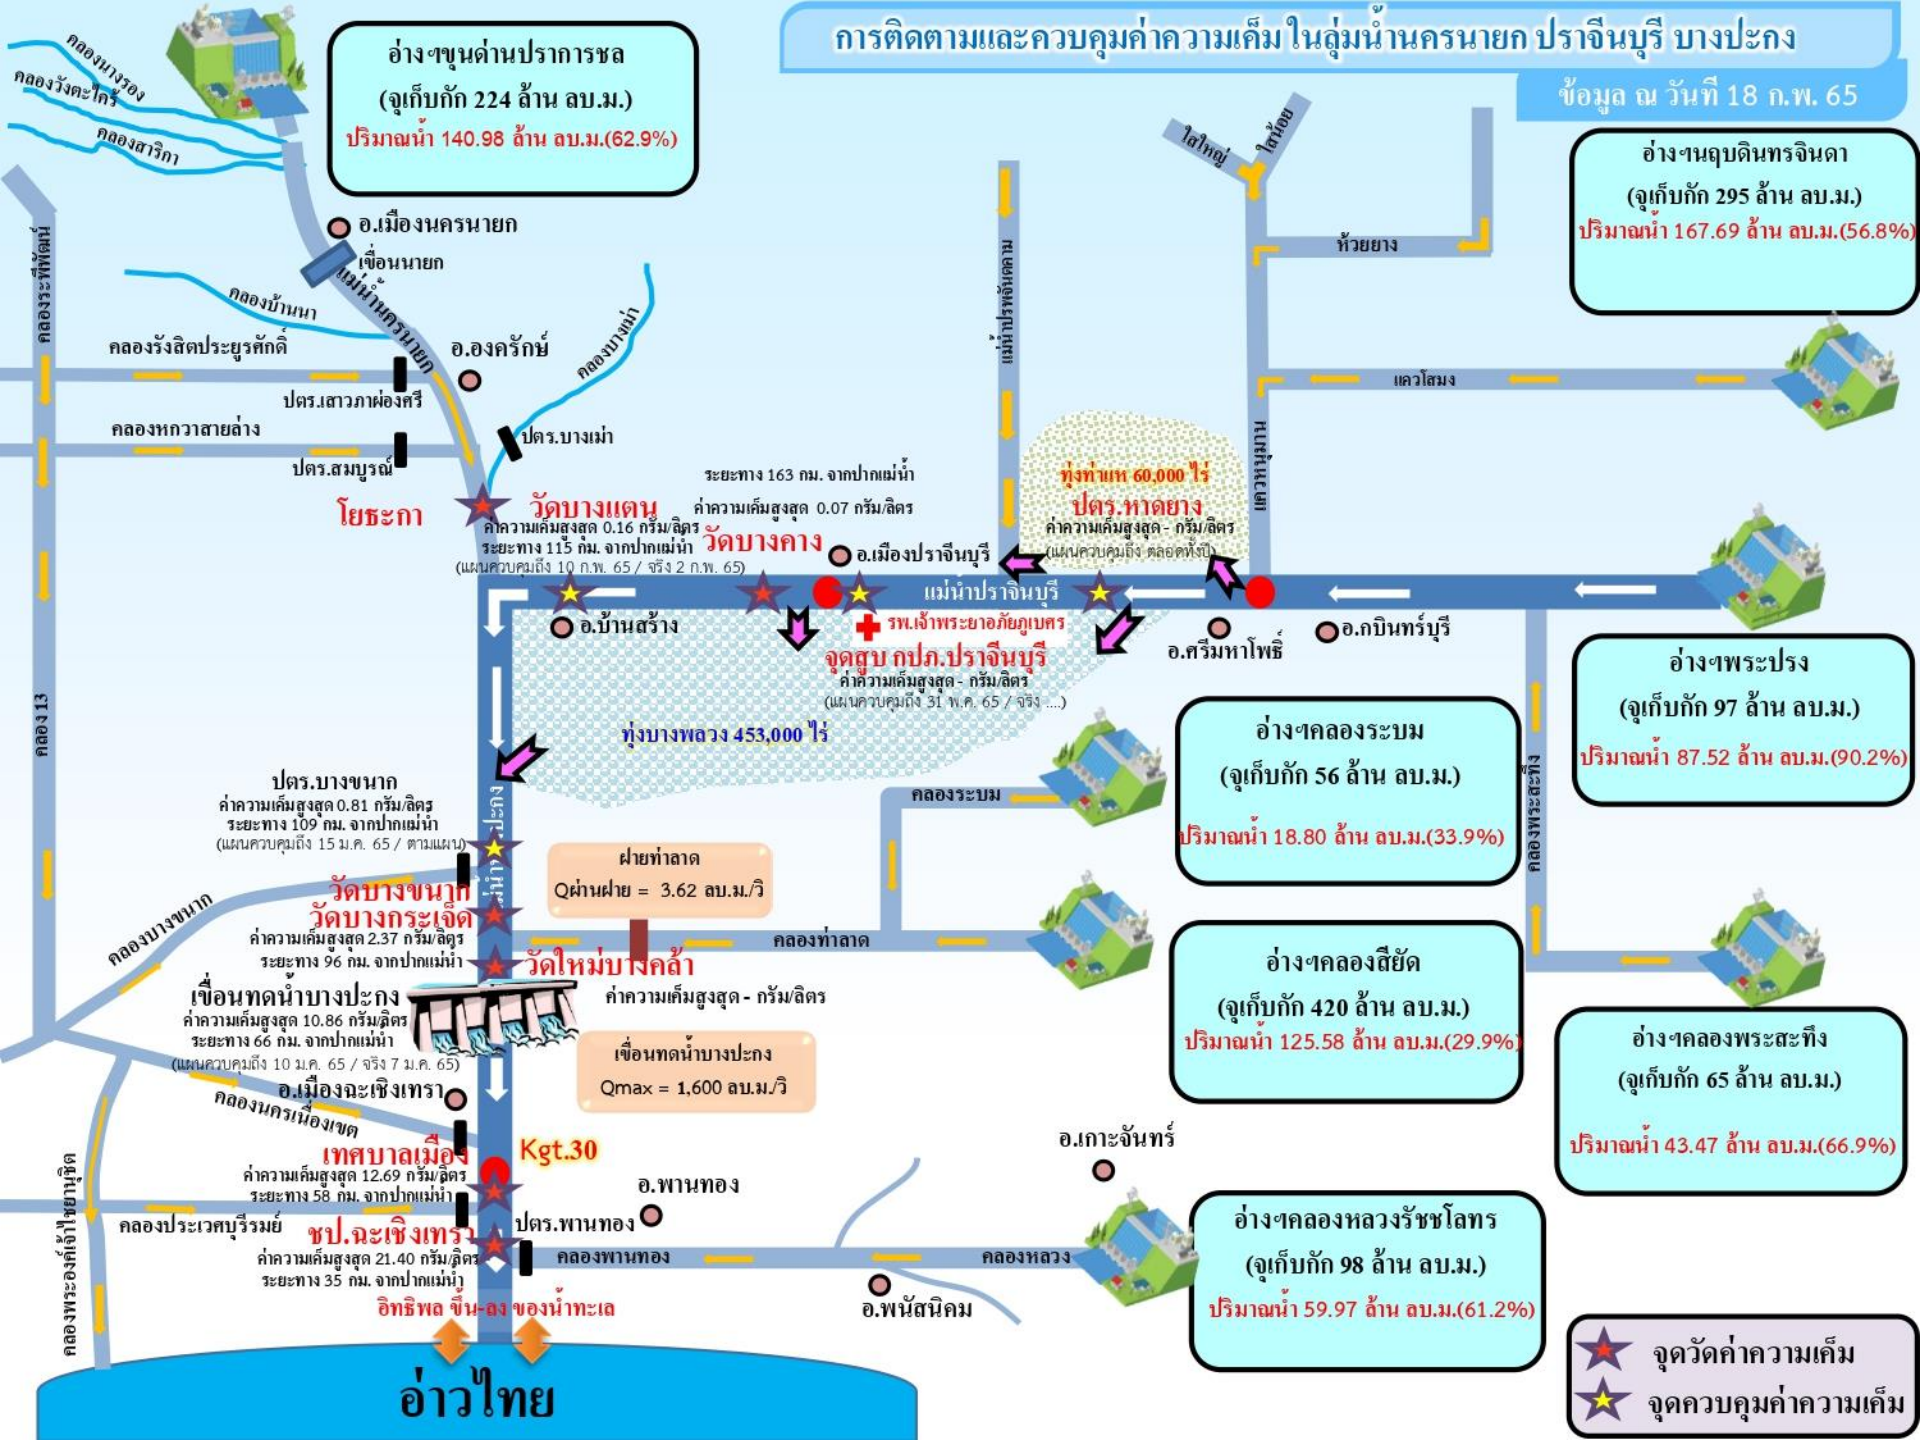 การติดตามและควบคุมค่าความเค็ม ในลุ่มน้ำนครนายก ปราจีนบุรี บางปะกง
ข้อมูล ณ วันที่ 18 ก.พ. 65
อ่างฯขุนด่านปราการชล
(จุเก็บกัก 224 ล้าน ลบ.ม.)
ปริมาณน้ำ 140.98 ล้าน ลบ.ม.(62.9%)
คลองนางรอง
คลองวังตะไคร้
คลองสาริกา
ใสใหญ่
ใสน้อย
อ่างฯนฤบดินทรจินดา
(จุเก็บกัก 295 ล้าน ลบ.ม.)
ปริมาณน้ำ 167.69 ล้าน ลบ.ม.(56.8%)
อ.เมืองนครนายก
เขื่อนนายก
แม่น้ำนครนายก
คลองระพีพัฒน์
คลองบ้านนา
ห้วยยาง
แม่น้ำประจันตคาม
คลองรังสิตประยูรศักดิ์
อ.องครักษ์
คลองบางเม่า
ปตร.เสาวภาผ่องศรี
แควโสมง
แควหนุมาน
คลองหกวาสายล่าง
ปตร.บางเม่า
ปตร.สมบูรณ์
ระยะทาง 163 กม. จากปากแม่น้ำ
ค่าความเค็มสูงสุด 0.07 กรัม/ลิตร
วัดบางคาง
อ.เมืองปราจีนบุรี
ทุ่งท่าแห 60,000 ไร่
ปตร.หาดยาง
ค่าความเค็มสูงสุด - กรัม/ลิตร
(แผนควบคุมถึง ตลอดทั้งปี)
โยธะกา
วัดบางแตน
ค่าความเค็มสูงสุด 0.16 กรัม/ลิตร
ระยะทาง 115 กม. จากปากแม่น้ำ
(แผนควบคุมถึง 10 ก.พ. 65 / จริง 2 ก.พ. 65)
แม่น้ำปราจีนบุรี
อ.บ้านสร้าง
รพ.เจ้าพระยาอภัยภูเบศร
จุดสูบ กปภ.ปราจีนบุรี
ค่าความเค็มสูงสุด - กรัม/ลิตร
(แผนควบคุมถึง 31 พ.ค. 65 / จริง ....)
อ.ศรีมหาโพธิ์
อ.กบินทร์บุรี
อ่างฯพระปรง
(จุเก็บกัก 97 ล้าน ลบ.ม.)
ปริมาณน้ำ 87.52 ล้าน ลบ.ม.(90.2%)
คลอง 13
ทุ่งบางพลวง 453,000 ไร่
อ่างฯคลองระบม
(จุเก็บกัก 56 ล้าน ลบ.ม.)
ปริมาณน้ำ 18.80 ล้าน ลบ.ม.(33.9%)
คลองพระสะทึง
ปตร.บางขนาก
ค่าความเค็มสูงสุด 0.81 กรัม/ลิตร
ระยะทาง 109 กม. จากปากแม่น้ำ
(แผนควบคุมถึง 15 ม.ค. 65 / ตามแผน)
คลองระบม
ฝายท่าลาด
Qผ่านฝาย = 3.62 ลบ.ม./วิ
วัดบางขนาก
วัดบางกระเจ็ด
ค่าความเค็มสูงสุด 2.37 กรัม/ลิตร
ระยะทาง 96 กม. จากปากแม่น้ำ
คลองบางขนาก
คลองท่าลาด
วัดใหม่บางคล้า
ค่าความเค็มสูงสุด - กรัม/ลิตร
อ่างฯคลองสียัด
(จุเก็บกัก 420 ล้าน ลบ.ม.)
ปริมาณน้ำ 125.58 ล้าน ลบ.ม.(29.9%)
เขื่อนทดน้ำบางปะกง
ค่าความเค็มสูงสุด 10.86 กรัม/ลิตร
ระยะทาง 66 กม. จากปากแม่น้ำ
(แผนควบคุมถึง 10 ม.ค. 65 / จริง 7 ม.ค. 65)
เขื่อนทดน้ำบางปะกง
Qmax = 1,600 ลบ.ม./วิ
อ่างฯคลองพระสะทึง
(จุเก็บกัก 65 ล้าน ลบ.ม.)
ปริมาณน้ำ 43.47 ล้าน ลบ.ม.(66.9%)
อ.เมืองฉะเชิงเทรา
คลองนครเนื่องเขต
เทศบาลเมือง
ค่าความเค็มสูงสุด 12.69 กรัม/ลิตร
ระยะทาง 58 กม. จากปากแม่น้ำ
Kgt.30
อ.เกาะจันทร์
อ.พานทอง
คลองพระองค์เจ้าไชยานุชิต
คลองประเวศบุรีรมย์
ชป.ฉะเชิงเทรา
ค่าความเค็มสูงสุด 21.40 กรัม/ลิตร
ระยะทาง 35 กม. จากปากแม่น้ำ
ปตร.พานทอง
คลองพานทอง
คลองหลวง
อ่างฯคลองหลวงรัชชโลทร
(จุเก็บกัก 98 ล้าน ลบ.ม.)
ปริมาณน้ำ 59.97 ล้าน ลบ.ม.(61.2%)
อิทธิพล ขึ้น-ลง ของน้ำทะเล
อ.พนัสนิคม
อ่าวไทย
จุดวัดค่าความเค็ม
จุดควบคุมค่าความเค็ม